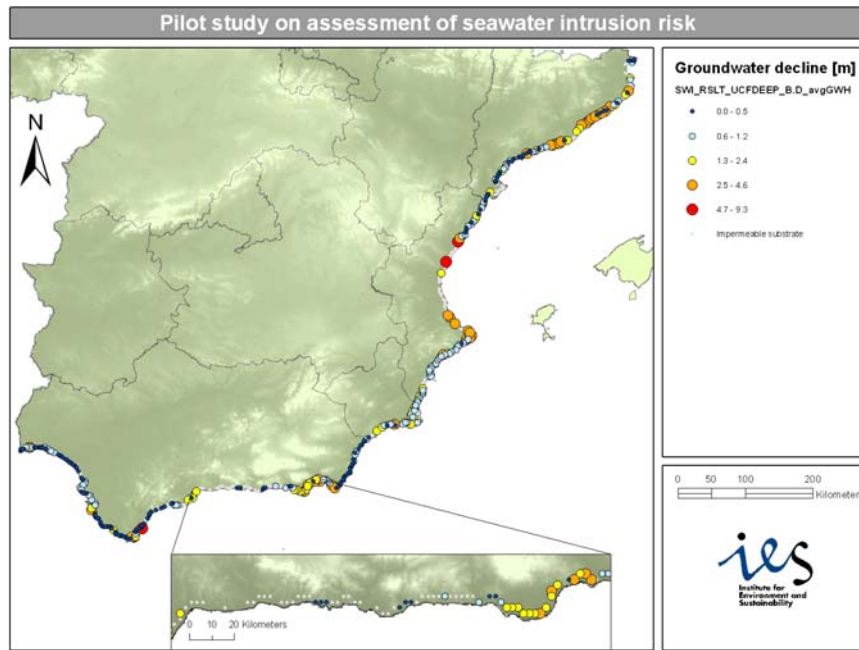 Pilot study on assessment of seawater intrusion risk
N
Groundwater decline [m]
SWI_RSLT_UCFDEEP_B.D_avgGWH
0.0 - 0.5
0.6 - 1.2
1.3 - 2.4
2.5 - 4.6
4.7 - 9.3
Impermeable substrate
0 50 100 200
Kilometers
ies
Institute for
Environment and
Sustainability
0 10 20 Kilometers